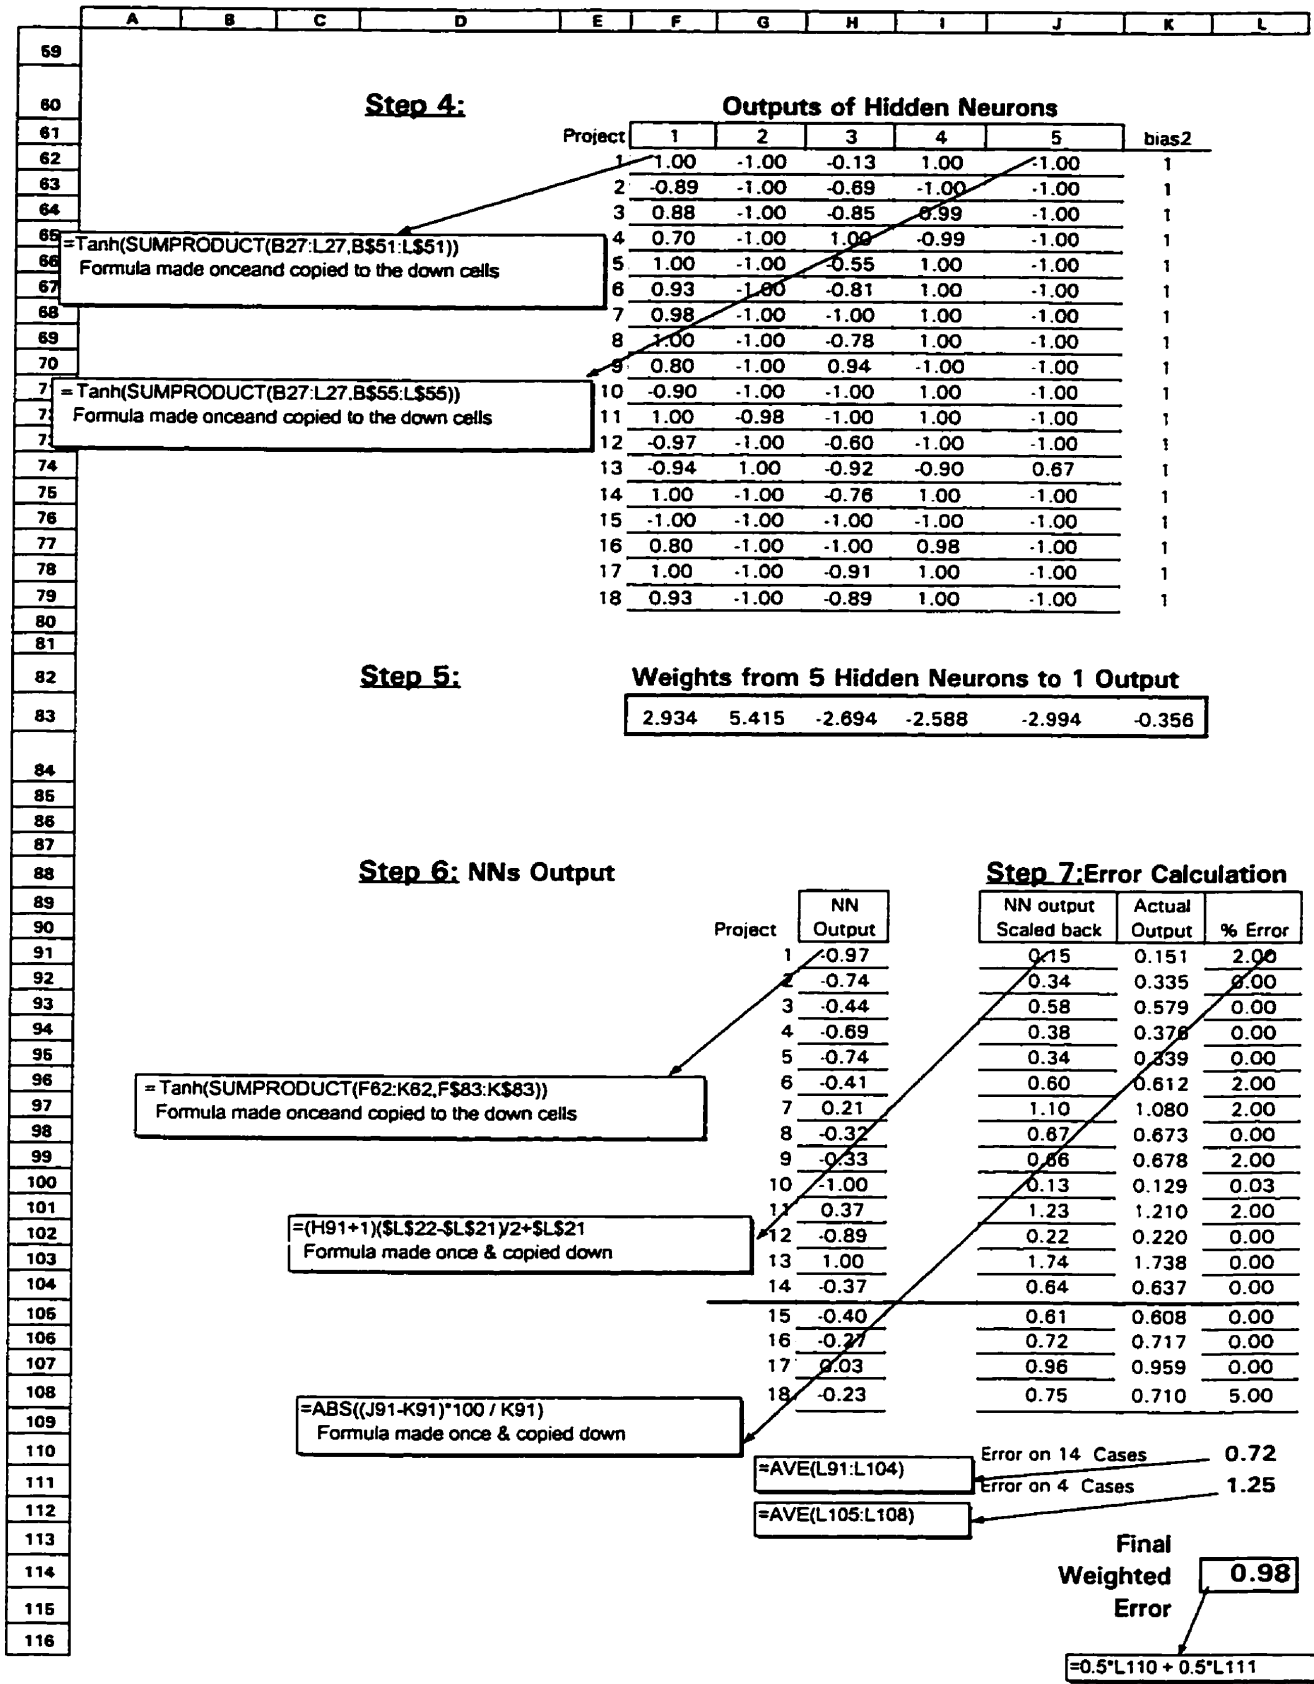 A B C D E F G H I J K L
59
60 Step 4: Outputs of Hidden Neurons
61 Project 1 2 3 4 5 bias2
62 1 1.00 -1.00 -0.13 1.00 -1.00 1
63 2 -0.89 -1.00 -0.69 -1.00 -1.00 1
64 3 0.88 -1.00 -0.85 0.99 -1.00 1
65 4 0.70 -1.00 1.00 -0.99 -1.00 1
=Tanh(SUMPRODUCT(B27:L27,B$51:L$51))
Formula made onceand copied to the down cells
66 5 1.00 -1.00 -0.55 1.00 -1.00 1
67 6 0.93 -1.00 -0.81 1.00 -1.00 1
68 7 0.98 -1.00 -1.00 1.00 -1.00 1
69 8 1.00 -1.00 -0.78 1.00 -1.00 1
70 9 0.80 -1.00 0.94 -1.00 -1.00 1
= Tanh(SUMPRODUCT(B27:L27,B$55:L$55))
Formula made onceand copied to the down cells
10 -0.90 -1.00 -1.00 1.00 -1.00 1
11 1.00 -0.98 -1.00 1.00 -1.00 1
12 -0.97 -1.00 -0.60 -1.00 -1.00 1
74 13 -0.94 1.00 -0.92 -0.90 0.67 1
75 14 1.00 -1.00 -0.76 1.00 -1.00 1
76 15 -1.00 -1.00 -1.00 -1.00 -1.00 1
77 16 0.80 -1.00 -1.00 0.98 -1.00 1
78 17 1.00 -1.00 -0.91 1.00 -1.00 1
79 18 0.93 -1.00 -0.89 1.00 -1.00 1
80
81
82 Step 5: Weights from 5 Hidden Neurons to 1 Output
83 2.934 5.415 -2.694 -2.588 -2.994 -0.356
84
85
86
87
88 Step 6: NNs Output Step 7:Error Calculation
89 NN NN output Actual
90 Project Output Scaled back Output % Error
91 1 -0.97 0.15 0.151 2.00
92 2 -0.74 0.34 0.335 0.00
93 3 -0.44 0.58 0.579 0.00
94 4 -0.69 0.38 0.376 0.00
95 5 -0.74 0.34 0.339 0.00
96 6 -0.41 0.60 0.612 2.00
= Tanh(SUMPRODUCT(F62:K62,F$83:K$83))
Formula made onceand copied to the down cells
97 7 0.21 1.10 1.080 2.00
98 8 -0.32 0.67 0.673 0.00
99 9 -0.33 0.66 0.678 2.00
100 10 -1.00 0.13 0.129 0.03
101 11 0.37 1.23 1.210 2.00
=(H91+1)($L$22-$L$21)/2+$L$21
Formula made once & copied down
102 12 -0.89 0.22 0.220 0.00
103 13 1.00 1.74 1.738 0.00
104 14 -0.37 0.64 0.637 0.00
105 15 -0.40 0.61 0.608 0.00
106 16 -0.27 0.72 0.717 0.00
107 17 0.03 0.96 0.959 0.00
108 18 -0.23 0.75 0.710 5.00
=ABS((J91-K91)*100 / K91)
Formula made once & copied down
109
110 Error on 14 Cases 0.72
=AVE(L91:L104)
111 Error on 4 Cases 1.25
112 =AVE(L105:L108)
113 Final
114 Weighted 0.98
115 Error
116
=0.5*L110 + 0.5*L111